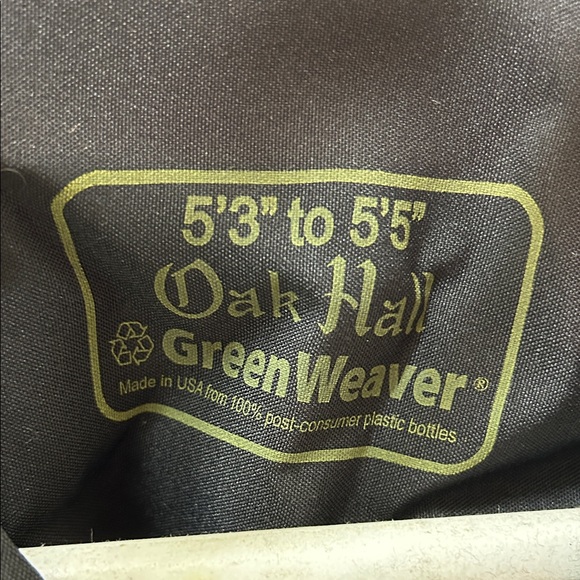 5'3" to 5'5"
Oak Hall
GreenWeaver®
Made in USA from 100% post-consumer plastic bottles